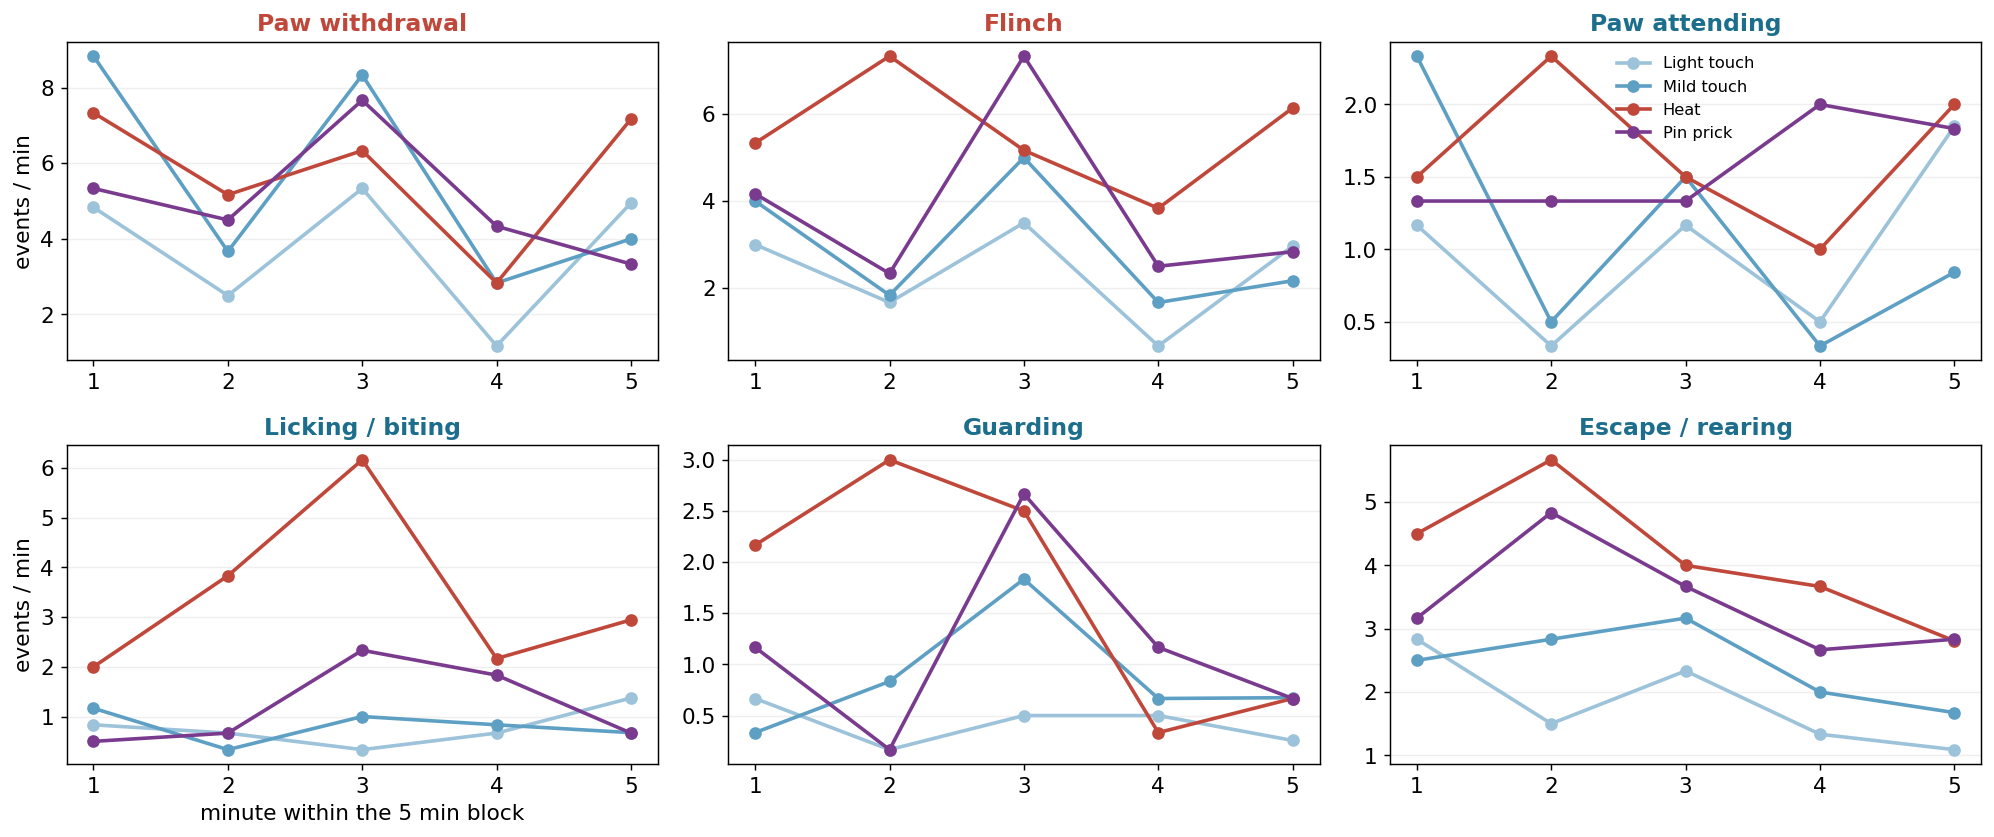 Paw withdrawal
Flinch
Paw attending
events / min
8
6
4
2
1 2 3 4 5
6
4
2
1 2 3 4 5
2.0
1.5
1.0
0.5
1 2 3 4 5
Light touch
Mild touch
Heat
Pin prick
Licking / biting
Guarding
Escape / rearing
events / min
6
5
4
3
2
1
1 2 3 4 5
minute within the 5 min block
3.0
2.5
2.0
1.5
1.0
0.5
1 2 3 4 5
5
4
3
2
1
1 2 3 4 5